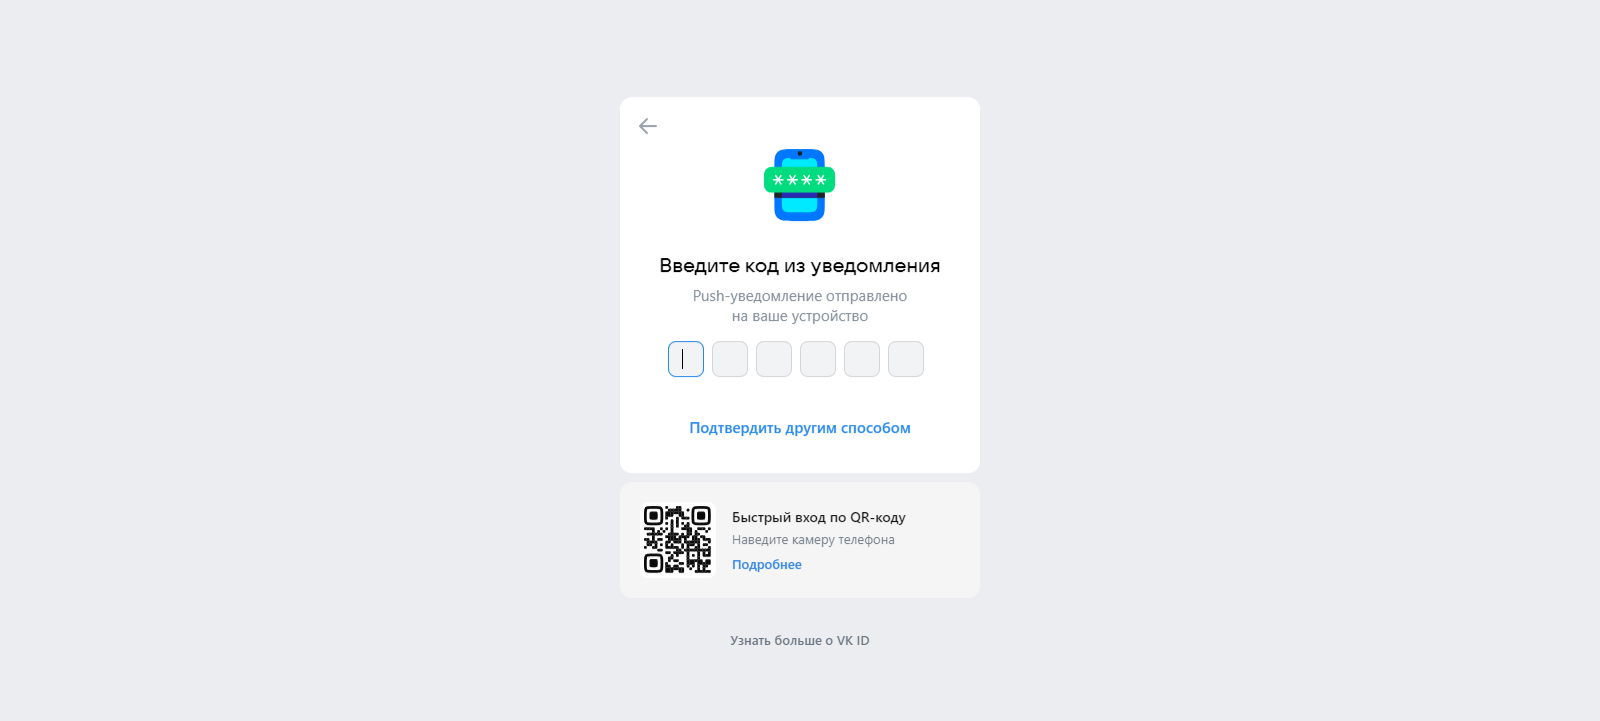 ****
Введите код из уведомления
Push-уведомление отправлено
на ваше устройство
Подтвердить другим способом
Быстрый вход по QR-коду
Наведите камеру телефона
Подробнее
Узнать больше о VK ID